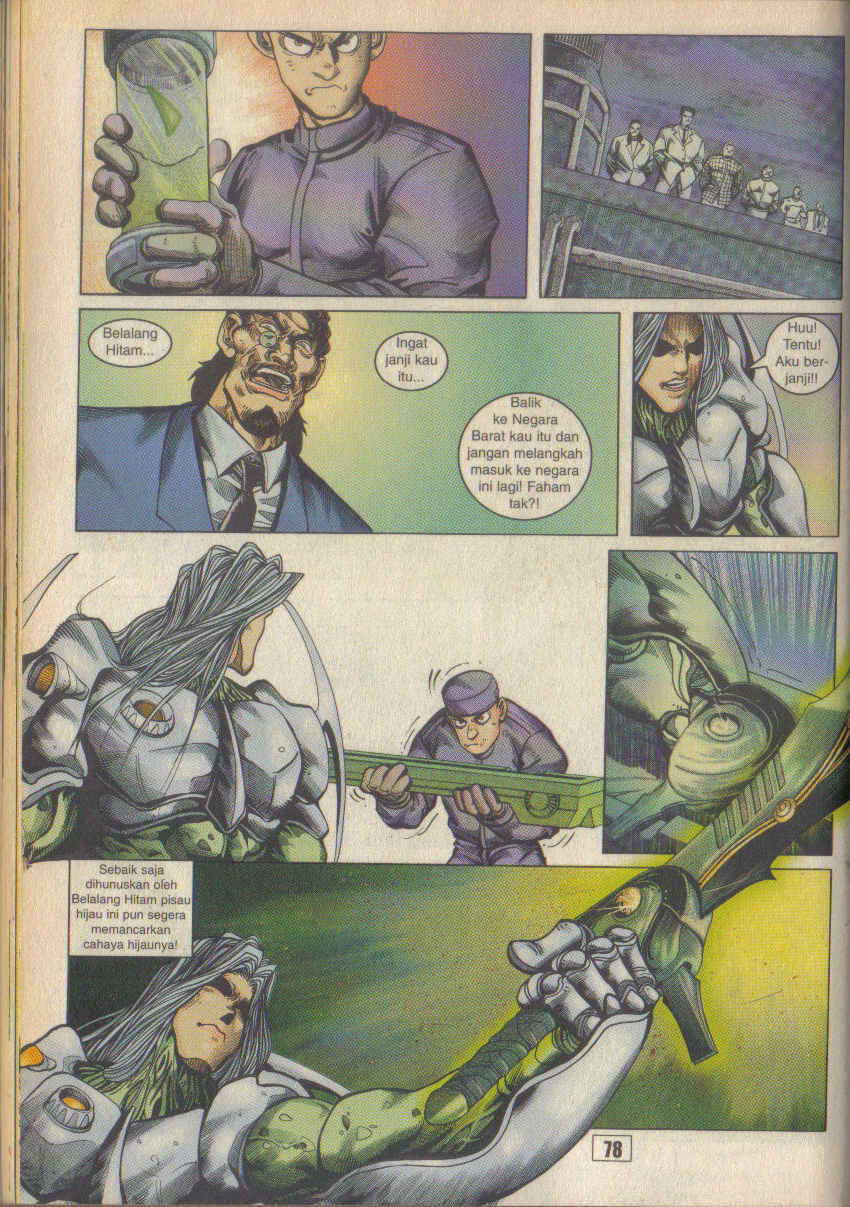 Belalang
Hitam...
Ingat
janji kau
itu...
Balik
ke Negara
Barat kau itu dan
jangan melangkah
masuk ke negara
ini lagi! Faham
tak?!
Huu!
Tentu!
Aku ber-
janji!!
Sebaik saja
dihunuskan oleh
Belalang Hitam pisau
hijau ini pun segera
memancarkan
cahaya hijaunya!
78